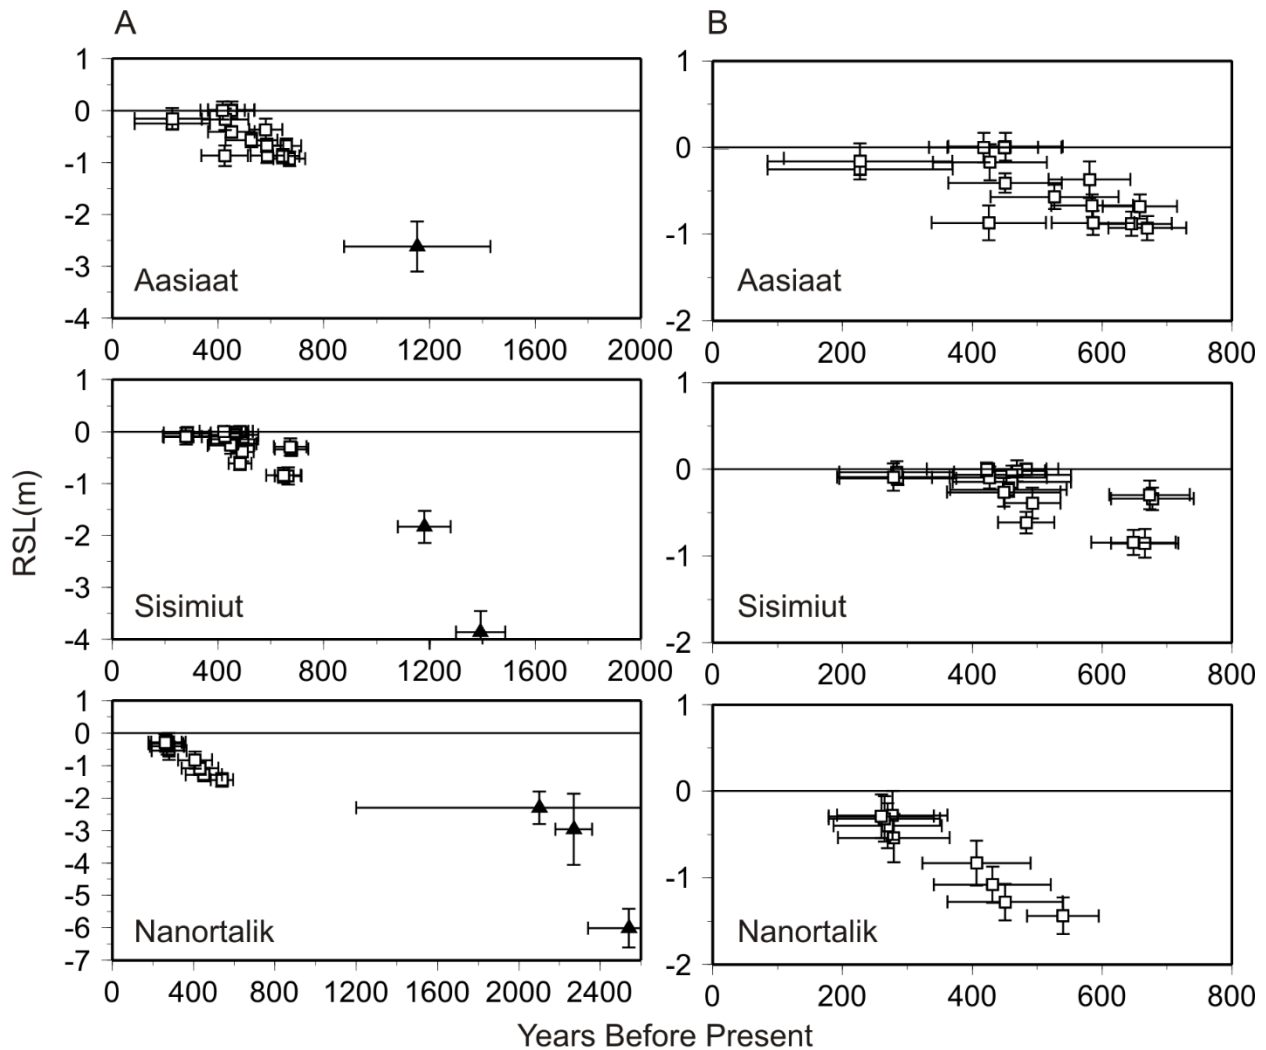 A B
1 1
0
0
-1
-2 -1
-3
Aasiaat Aasiaat
-4 -2
0 400 800 1200 1600 2000 0 200 400 600 800
1 1
0
0
-1
-2 -1
-3
Sisimiut Sisimiut
-4 -2
0 400 800 1200 1600 2000 0 200 400 600 800
1 1
0
-1 0
-2
-3
-4 -1
-5
-6
Nanortalik Nanortalik
-7 -2
0 400 800 1200 1600 2000 2400 0 200 400 600 800
RSL(m)
Years Before Present